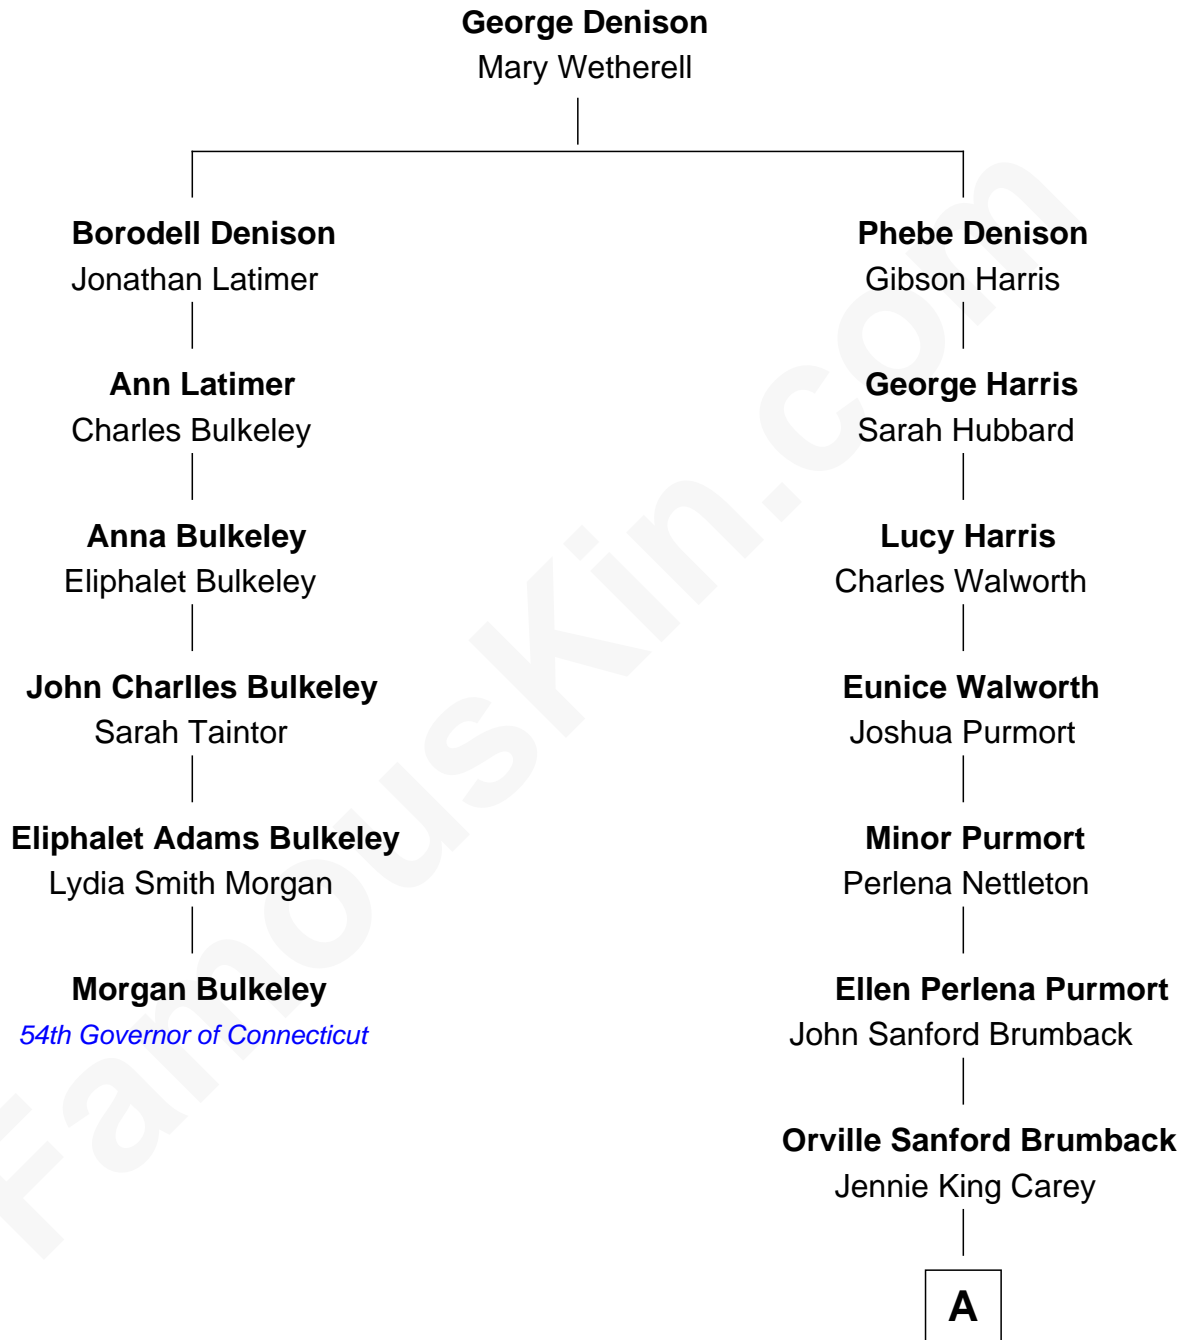 George Denison
Mary Wetherell
Borodell Denison
Jonathan Latimer
Phebe Denison
Gibson Harris
Ann Latimer
Charles Bulkeley
George Harris
Sarah Hubbard
Anna Bulkeley
Eliphalet Bulkeley
Lucy Harris
Charles Walworth
John Charlles Bulkeley
Sarah Taintor
Eunice Walworth
Joshua Purmort
Eliphalet Adams Bulkeley
Lydia Smith Morgan
Minor Purmort
Perlena Nettleton
Morgan Bulkeley
54th Governor of Connecticut
Ellen Perlena Purmort
John Sanford Brumback
Orville Sanford Brumback
Jennie King Carey
A
FamousKin.com